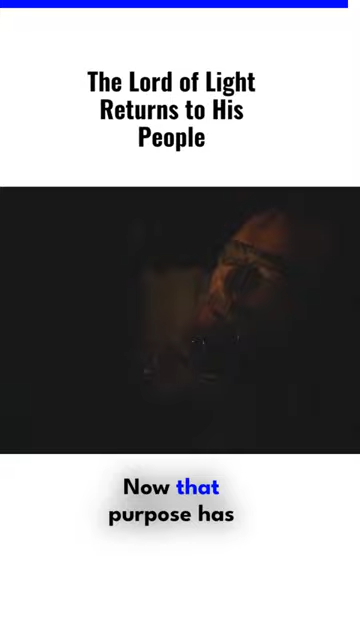 The Lord of Light
Returns to His
People
Now that
purpose has